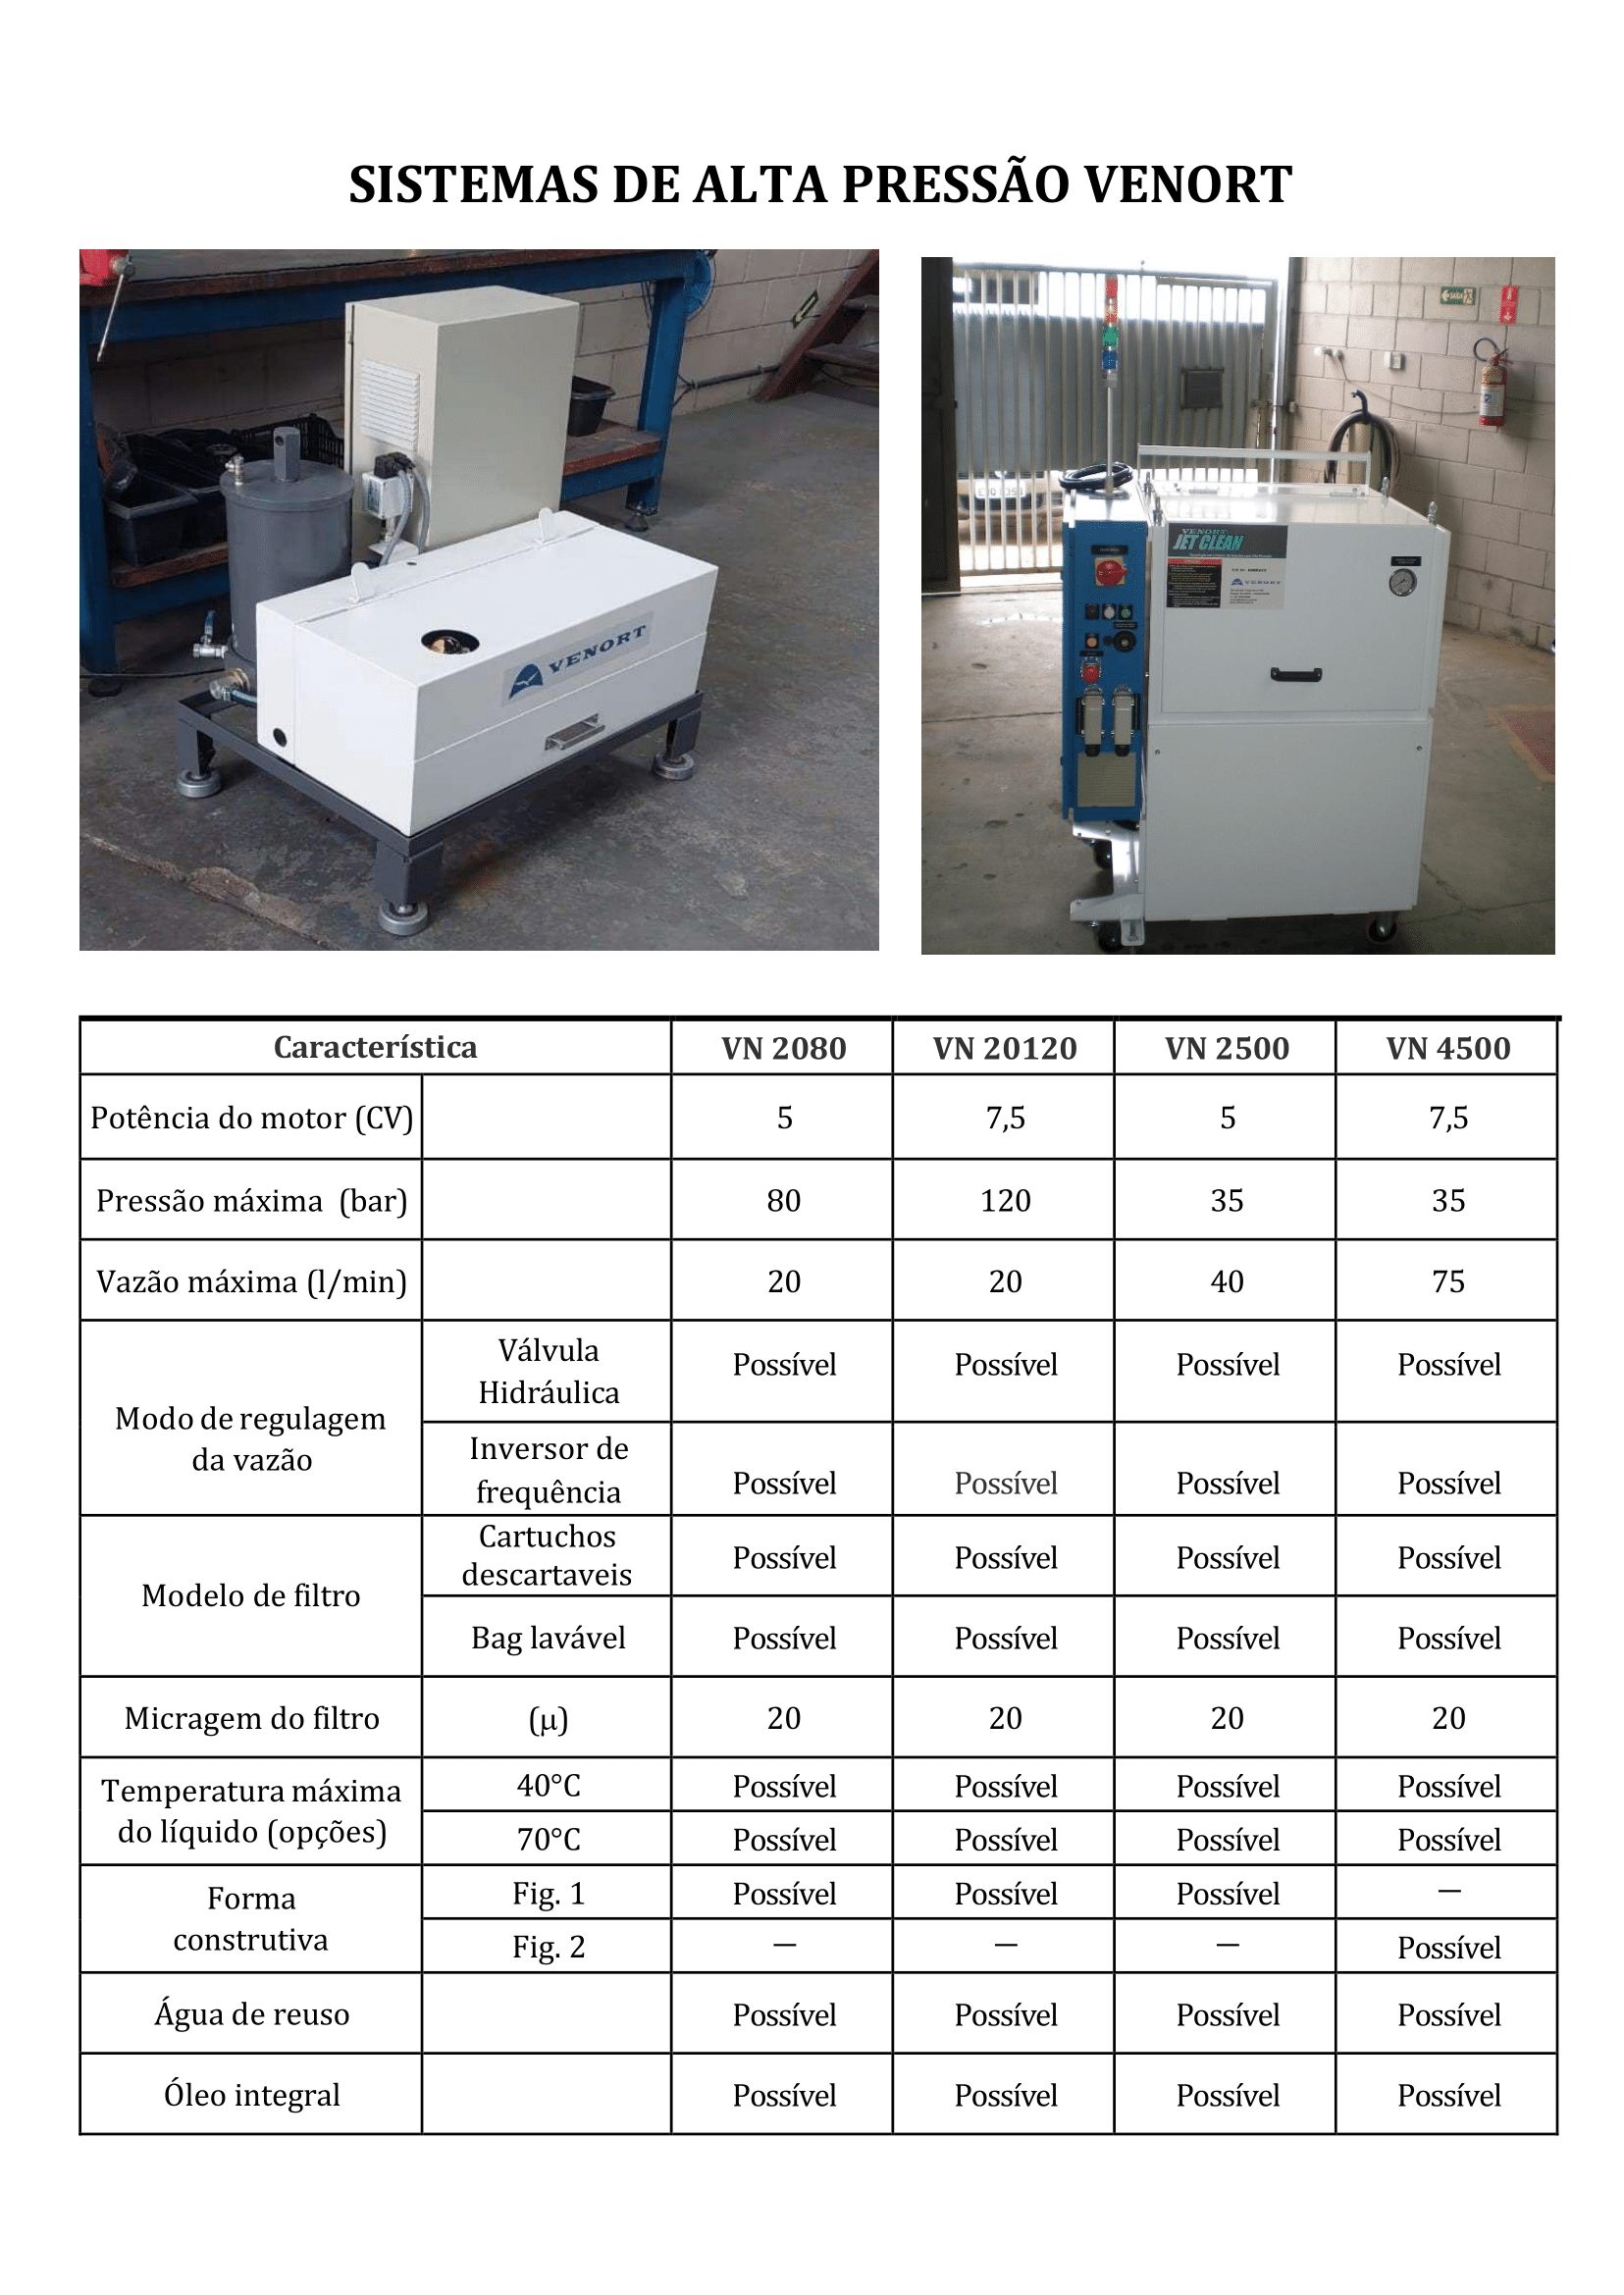 SISTEMAS DE ALTA PRESSÃO VENORT
VENORT
VENORT
JET CLEAN
VENORT
SAÍDA
Característica VN 2080 VN 20120 VN 2500 VN 4500
Potência do motor (CV) 5 7,5 5 7,5
Pressão máxima (bar) 80 120 35 35
Vazão máxima (l/min) 20 20 40 75
Modo de regulagem
da vazão
Válvula
Hidráulica
Possível Possível Possível Possível
Inversor de
frequência
Possível Possível Possível Possível
Modelo de filtro
Cartuchos
descartaveis
Possível Possível Possível Possível
Bag lavável Possível Possível Possível Possível
Micragem do filtro (μ) 20 20 20 20
Temperatura máxima
do líquido (opções)
40°C Possível Possível Possível Possível
70°C Possível Possível Possível Possível
Forma
construtiva
Fig. 1 Possível Possível Possível —
Fig. 2 — — — Possível
Água de reuso Possível Possível Possível Possível
Óleo integral Possível Possível Possível Possível